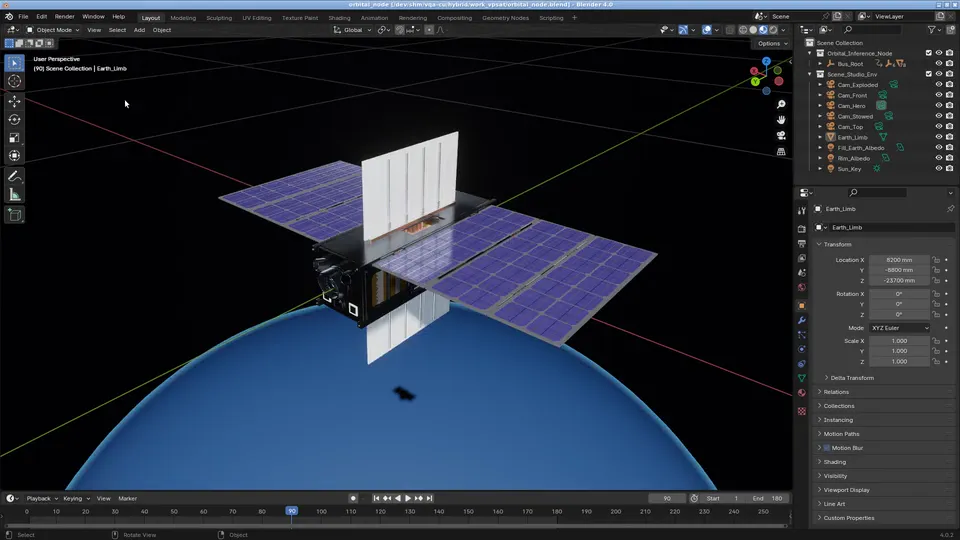 orbital_node [/dev/shm/vga-cu/hybrid/work_vpsat/orbital_node.blend] - Blender 4.0
File Edit Render Window Help
Layout Modeling Sculpting UV Editing Texture Paint Shading Animation Rendering Compositing Geometry Nodes Scripting
Scene
ViewLayer
Object Mode View Select Add Object
Global
Options
User Perspective
(90) Scene Collection | Earth_Limb
Z
X
Y
Scene Collection
Orbital_Inference_Node
Bus_Root
Scene_Studio_Env
Cam_Exploded
Cam_Front
Cam_Hero
Cam_Stowed
Cam_Top
Earth_Limb
Fill_Earth_Albedo
Rim_Albedo
Sun_Key
Earth_Limb
Earth_Limb
Transform
Location X 8200 mm
Y -8800 mm
Z -23700 mm
Rotation X 0°
Y 0°
Z 0°
Mode XYZ Euler
Scale X 1.000
Y 1.000
Z 1.000
Delta Transform
Relations
Collections
Instancing
Motion Paths
Motion Blur
Shading
Visibility
Viewport Display
Line Art
Custom Properties
Playback Keying View Marker
90
Start 1 End 180
0 10 20 30 40 50 60 70 80 90 100 110 120 130 140 150 160 170 180 190 200 210 220 230 240 250
Select Rotate View Object
4.0.2